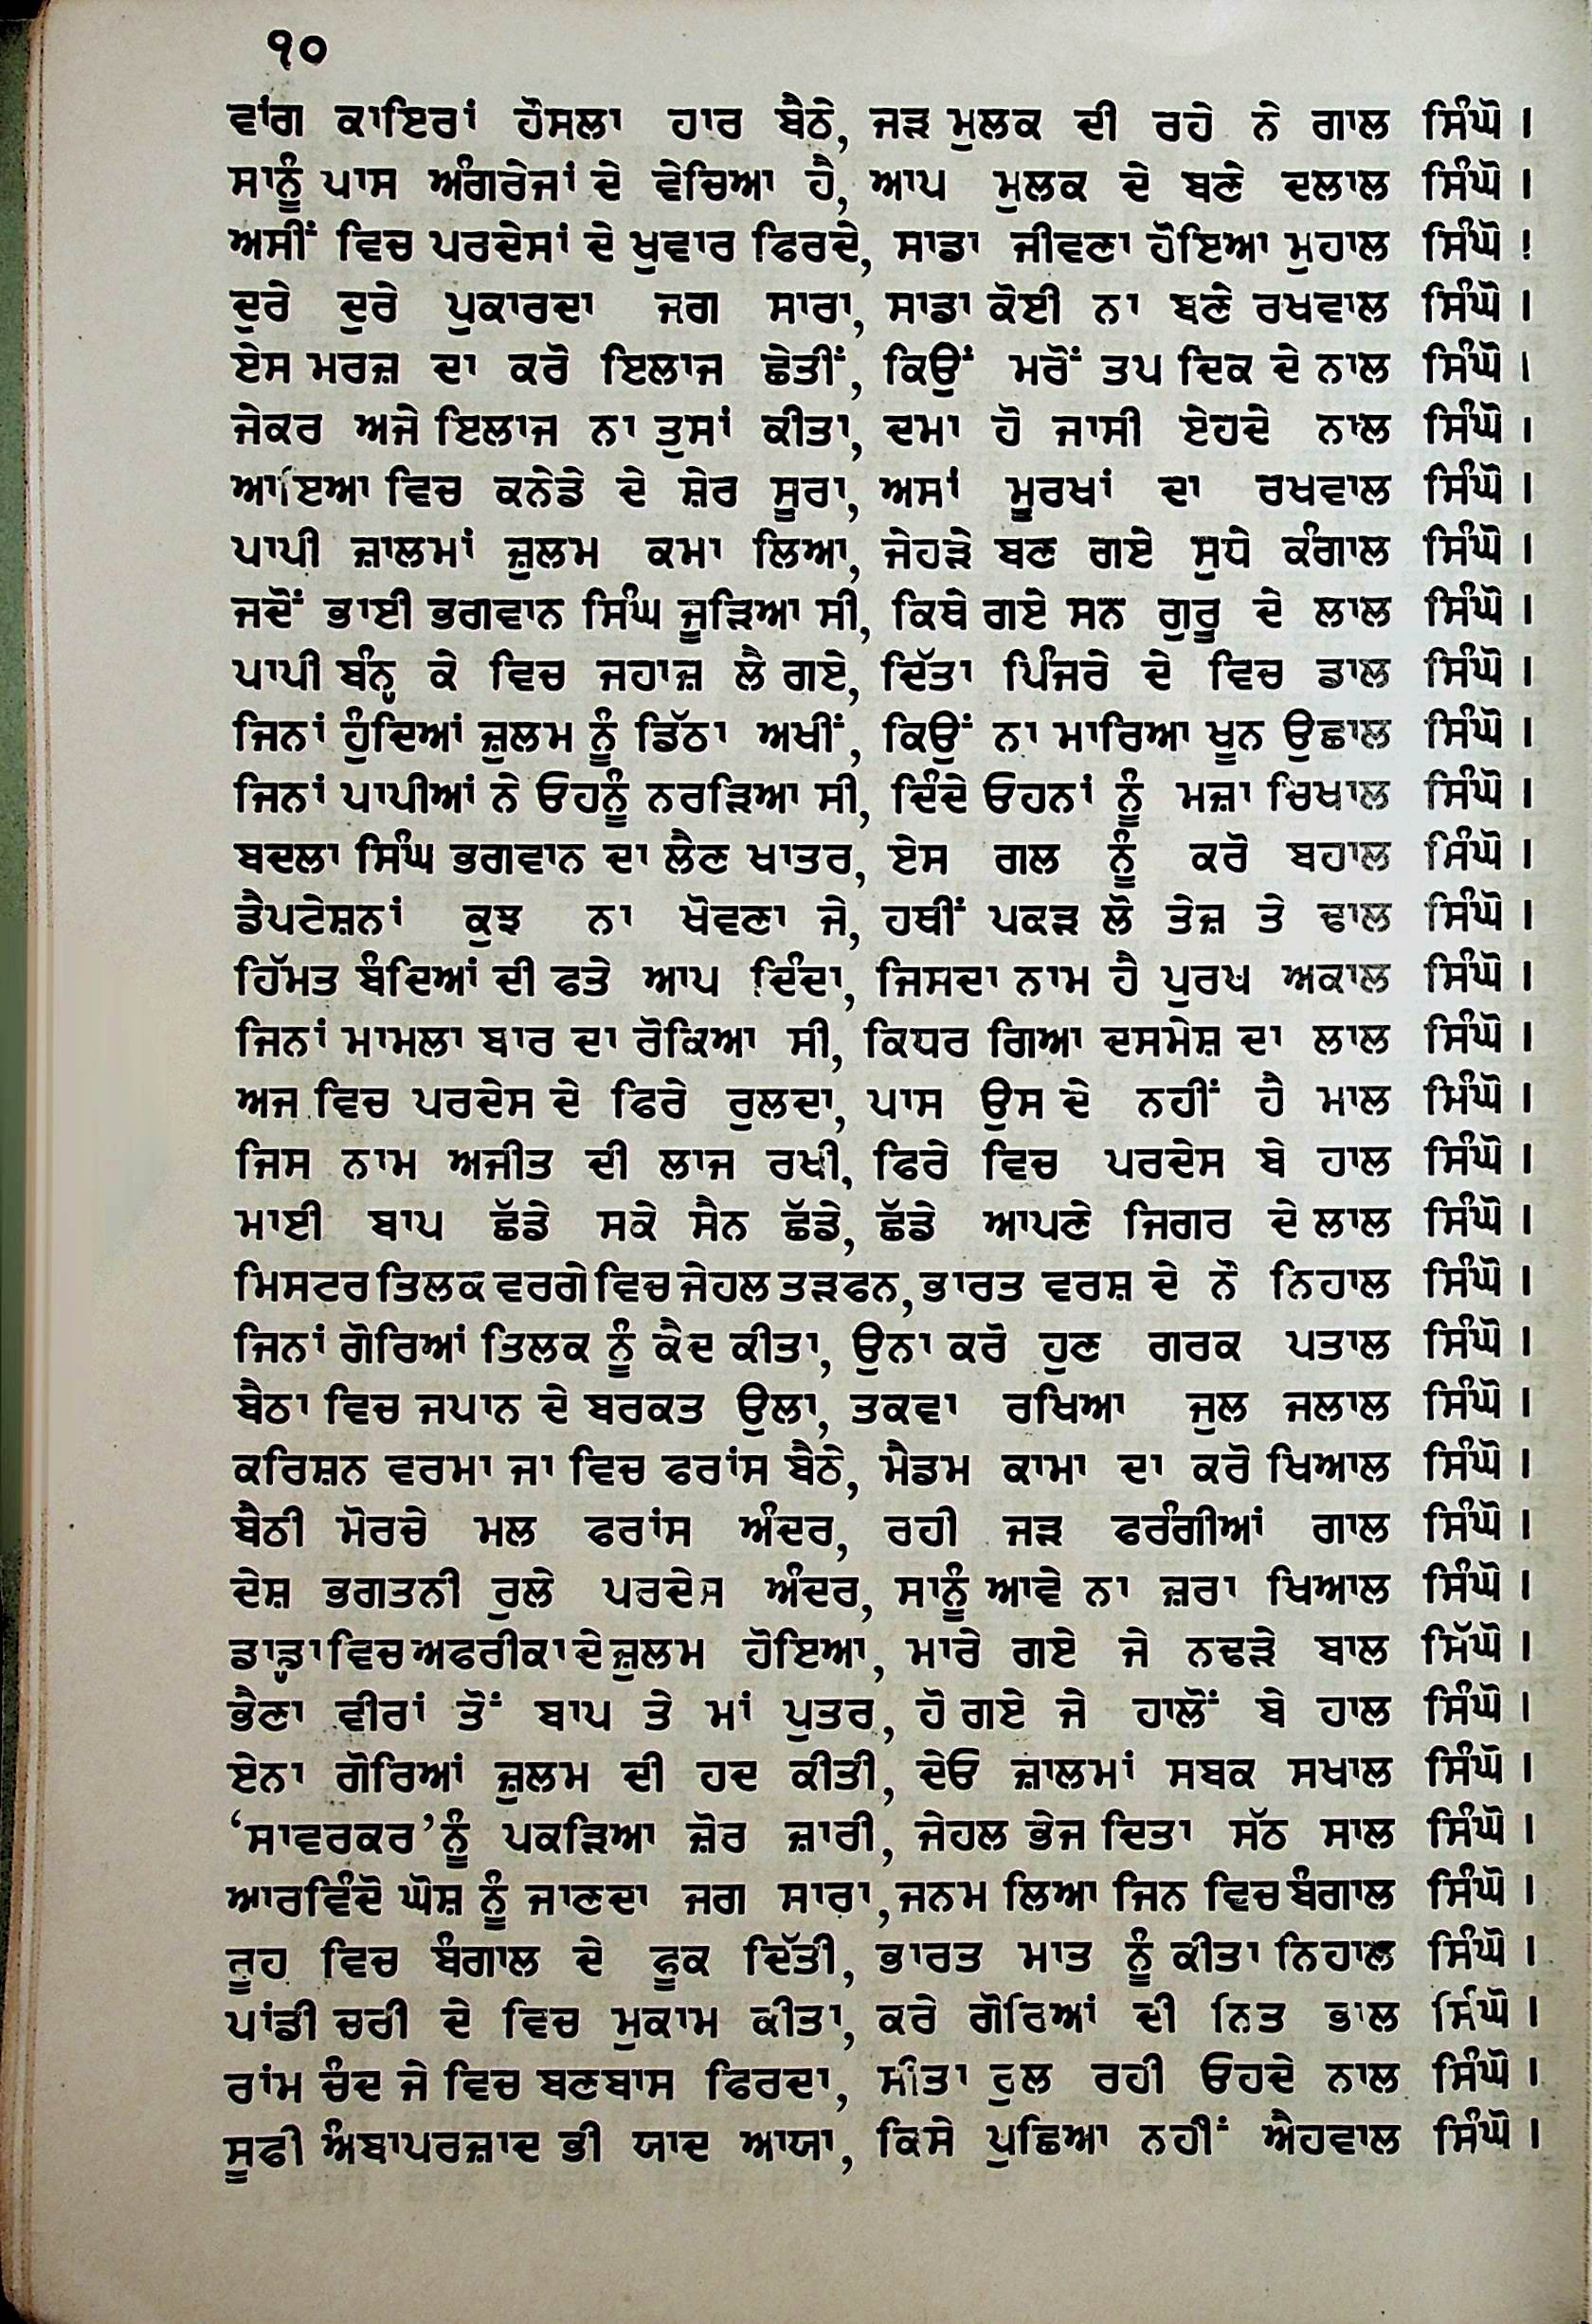 ੧੦
ਵਾਂਗ ਕਾਇਰਾਂ ਹੌਸਲਾ ਹਾਰ ਬੈਠੇ, ਜੜ ਮੁਲਕ ਦੀ ਰਹੇ ਨੇ ਗਾਲ ਸਿੰਘੋ ।
ਸਾਨੂੰ ਪਾਸ ਅੰਗਰੇਜਾਂ ਦੇ ਵੇਚਿਆ ਹੈ, ਆਪ ਮੁਲਕ ਦੇ ਬਣੇ ਦਲਾਲ ਸਿੰਘੋ ।
ਅਸੀਂ ਵਿਚ ਪਰਦੇਸਾਂ ਦੇ ਖੁਵਾਰ ਫਿਰਦੇ, ਸਾਡਾ ਜੀਵਣਾ ਹੋਇਆ ਮੁਹਾਲ ਸਿੰਘੋ !
ਦੁਰੇ ਦੁਰੇ ਪੁਕਾਰਦਾ ਜਗ ਸਾਰਾ, ਸਾਡਾ ਕੋਈ ਨਾ ਬਣੇ ਰਖਵਾਲ ਸਿੰਘੋ ।
ਏਸ ਮਰਜ਼ ਦਾ ਕਰੋ ਇਲਾਜ ਛੇਤੀਂ, ਕਿਉਂ ਮਰੋਂ ਤਪ ਦਿਕ ਦੇ ਨਾਲ ਸਿੰਘੋ ।
ਜੇਕਰ ਅਜੇ ਇਲਾਜ ਨਾ ਤੁਸਾਂ ਕੀਤਾ, ਦਮਾ ਹੋ ਜਾਸੀ ਏਹਦੇ ਨਾਲ ਸਿੰਘੋ ।
ਆਇਆ ਵਿਚ ਕਨੇਡੇ ਦੇ ਸ਼ੇਰ ਸੂਰਾ, ਅਸਾਂ ਮੂਰਖਾਂ ਦਾ ਰਖਵਾਲ ਸਿੰਘੋ ।
ਪਾਪੀ ਜ਼ਾਲਮਾਂ ਜ਼ੁਲਮ ਕਮਾ ਲਿਆ, ਜੇਹੜੇ ਬਣ ਗਏ ਸੁਧੇ ਕੰਗਾਲ ਸਿੰਘੋ ।
ਜਦੋਂ ਭਾਈ ਭਗਵਾਨ ਸਿੰਘ ਜੂੜਿਆ ਸੀ, ਕਿਥੇ ਗਏ ਸਨ ਗੁਰੂ ਦੇ ਲਾਲ ਸਿੰਘੋ ।
ਪਾਪੀ ਬੰਨ੍ਹ ਕੇ ਵਿਚ ਜਹਾਜ਼ ਲੈ ਗਏ, ਦਿੱਤਾ ਪਿੰਜਰੇ ਦੇ ਵਿਚ ਡਾਲ ਸਿੰਘੋ ।
ਜਿਨਾਂ ਹੁੰਦਿਆਂ ਜ਼ੁਲਮ ਨੂੰ ਡਿੱਠਾ ਅਖੀਂ, ਕਿਉਂ ਨਾ ਮਾਰਿਆ ਖੂਨ ਉਛਾਲ ਸਿੰਘੋ ।
ਜਿਨਾਂ ਪਾਪੀਆਂ ਨੇ ਓਹਨੂੰ ਨਰੜਿਆ ਸੀ, ਦਿੰਦੇ ਓਹਨਾਂ ਨੂੰ ਮਜ਼ਾ ਚਿਖਾਲ ਸਿੰਘੋ ।
ਬਦਲਾ ਸਿੰਘ ਭਗਵਾਨ ਦਾ ਲੈਣ ਖਾਤਰ, ਏਸ ਗਲ ਨੂੰ ਕਰੋ ਬਹਾਲ ਸਿੰਘੋ ।
ਡੈਪਟੇਸ਼ਨਾਂ ਕੁਝ ਨਾ ਖੋਵਣਾ ਜੇ, ਹਥੀਂ ਪਕੜ ਲੋ ਤੇਜ਼ ਤੇ ਢਾਲ ਸਿੰਘੋ ।
ਹਿੱਮਤ ਬੰਦਿਆਂ ਦੀ ਫਤੇ ਆਪ ਦਿੰਦਾ, ਜਿਸਦਾ ਨਾਮ ਹੈ ਪੁਰਖ ਅਕਾਲ ਸਿੰਘੋ ।
ਜਿਨਾਂ ਮਾਮਲਾ ਬਾਰ ਦਾ ਰੋਕਿਆ ਸੀ, ਕਿਧਰ ਗਿਆ ਦਸਮੇਸ਼ ਦਾ ਲਾਲ ਸਿੰਘੋ ।
ਅਜ ਵਿਚ ਪਰਦੇਸ ਦੇ ਫਿਰੇ ਰੁਲਦਾ, ਪਾਸ ਉਸ ਦੇ ਨਹੀਂ ਹੈ ਮਾਲ ਸਿੰਘੋ ।
ਜਿਸ ਨਾਮ ਅਜੀਤ ਦੀ ਲਾਜ ਰਖੀ, ਫਿਰੇ ਵਿਚ ਪਰਦੇਸ ਬੇ ਹਾਲ ਸਿੰਘੋ ।
ਮਾਈ ਬਾਪ ਛੱਡੇ ਸਕੇ ਸੈਨ ਛੱਡੇ, ਛੱਡੇ ਆਪਣੇ ਜਿਗਰ ਦੇ ਲਾਲ ਸਿੰਘੋ ।
ਮਿਸਟਰ ਤਿਲਕ ਵਰਗੇ ਵਿਚ ਜੇਹਲ ਤੜਫਨ, ਭਾਰਤ ਵਰਸ਼ ਦੇ ਨੌ ਨਿਹਾਲ ਸਿੰਘੋ ।
ਜਿਨਾਂ ਗੋਰਿਆਂ ਤਿਲਕ ਨੂੰ ਕੈਦ ਕੀਤਾ, ਉਨਾ ਕਰੋ ਹੁਣ ਗਰਕ ਪਤਾਲ ਸਿੰਘੋ ।
ਬੈਠਾ ਵਿਚ ਜਪਾਨ ਦੇ ਬਰਕਤ ਉਲਾ, ਤਕਵਾ ਰਖਿਆ ਜੁਲ ਜਲਾਲ ਸਿੰਘੋ ।
ਕਰਿਸ਼ਨ ਵਰਮਾ ਜਾ ਵਿਚ ਫਰਾਂਸ ਬੈਠੇ, ਮੈਡਮ ਕਾਮਾ ਦਾ ਕਰੋ ਖਿਆਲ ਸਿੰਘੋ ।
ਬੈਠੀ ਮੋਰਚੇ ਮਲ ਫਰਾਂਸ ਅੰਦਰ, ਰਹੀ ਜੜ ਫਰੰਗੀਆਂ ਗਾਲ ਸਿੰਘੋ ।
ਦੇਸ਼ ਭਗਤਨੀ ਰੁਲੇ ਪਰਦੇਸ ਅੰਦਰ, ਸਾਨੂੰ ਆਵੇ ਨਾ ਜ਼ਰਾ ਖਿਆਲ ਸਿੰਘੋ ।
ਡਾਢਾ ਵਿਚ ਅਫਰੀਕਾ ਦੇ ਜ਼ੁਲਮ ਹੋਇਆ, ਮਾਰੇ ਗਏ ਜੇ ਨਢੜੇ ਬਾਲ ਸਿੱਘੋ ।
ਭੈਣਾ ਵੀਰਾਂ ਤੋਂ ਬਾਪ ਤੇ ਮਾਂ ਪੁਤਰ, ਹੋ ਗਏ ਜੇ ਹਾਲੋਂ ਬੇ ਹਾਲ ਸਿੰਘੋ ।
ਏਨਾ ਗੋਰਿਆਂ ਜ਼ੁਲਮ ਦੀ ਹਦ ਕੀਤੀ, ਦੇਓ ਜ਼ਾਲਮਾਂ ਸਬਕ ਸਖਾਲ ਸਿੰਘੋ ।
‘ਸਾਵਰਕਰ’ ਨੂੰ ਪਕੜਿਆ ਜ਼ੋਰ ਜ਼ਾਰੀ, ਜੇਹਲ ਭੇਜ ਦਿਤਾ ਸੱਠ ਸਾਲ ਸਿੰਘੋ ।
ਆਰਵਿੰਦੋ ਘੋਸ਼ ਨੂੰ ਜਾਣਦਾ ਜਗ ਸਾਰਾ, ਜਨਮ ਲਿਆ ਜਿਨ ਵਿਚ ਬੰਗਾਲ ਸਿੰਘੋ ।
ਰੂਹ ਵਿਚ ਬੰਗਾਲ ਦੇ ਫੂਕ ਦਿੱਤੀ, ਭਾਰਤ ਮਾਤ ਨੂੰ ਕੀਤਾ ਨਿਹਾਲ ਸਿੰਘੋ ।
ਪਾਂਡੀ ਚਰੀ ਦੇ ਵਿਚ ਮੁਕਾਮ ਕੀਤਾ, ਕਰੇ ਗੋਰਿਆਂ ਦੀ ਨਿਤ ਭਾਲ ਸਿੰਘੋ ।
ਰਾਂਮ ਚੰਦ ਜੇ ਵਿਚ ਬਣਬਾਸ ਫਿਰਦਾ, ਸੀਤਾ ਰੁਲ ਰਹੀ ਓਹਦੇ ਨਾਲ ਸਿੰਘੋ ।
ਸੂਫੀ ਅੰਬਾਪਰਜ਼ਾਦ ਭੀ ਯਾਦ ਆਯਾ, ਕਿਸੇ ਪੁਛਿਆ ਨਹੀਂ ਐਹਵਾਲ ਸਿੰਘੋ ।